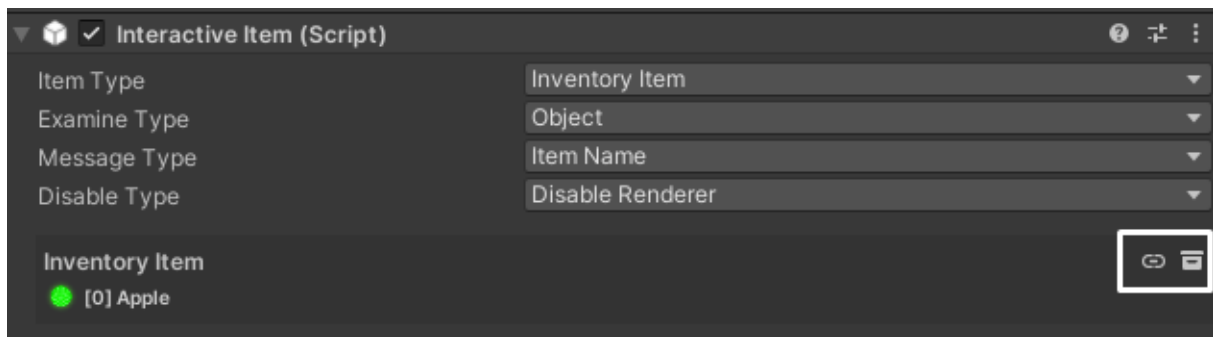 Interactive Item (Script)
Item Type Inventory Item
Examine Type Object
Message Type Item Name
Disable Type Disable Renderer
Inventory Item
[0] Apple